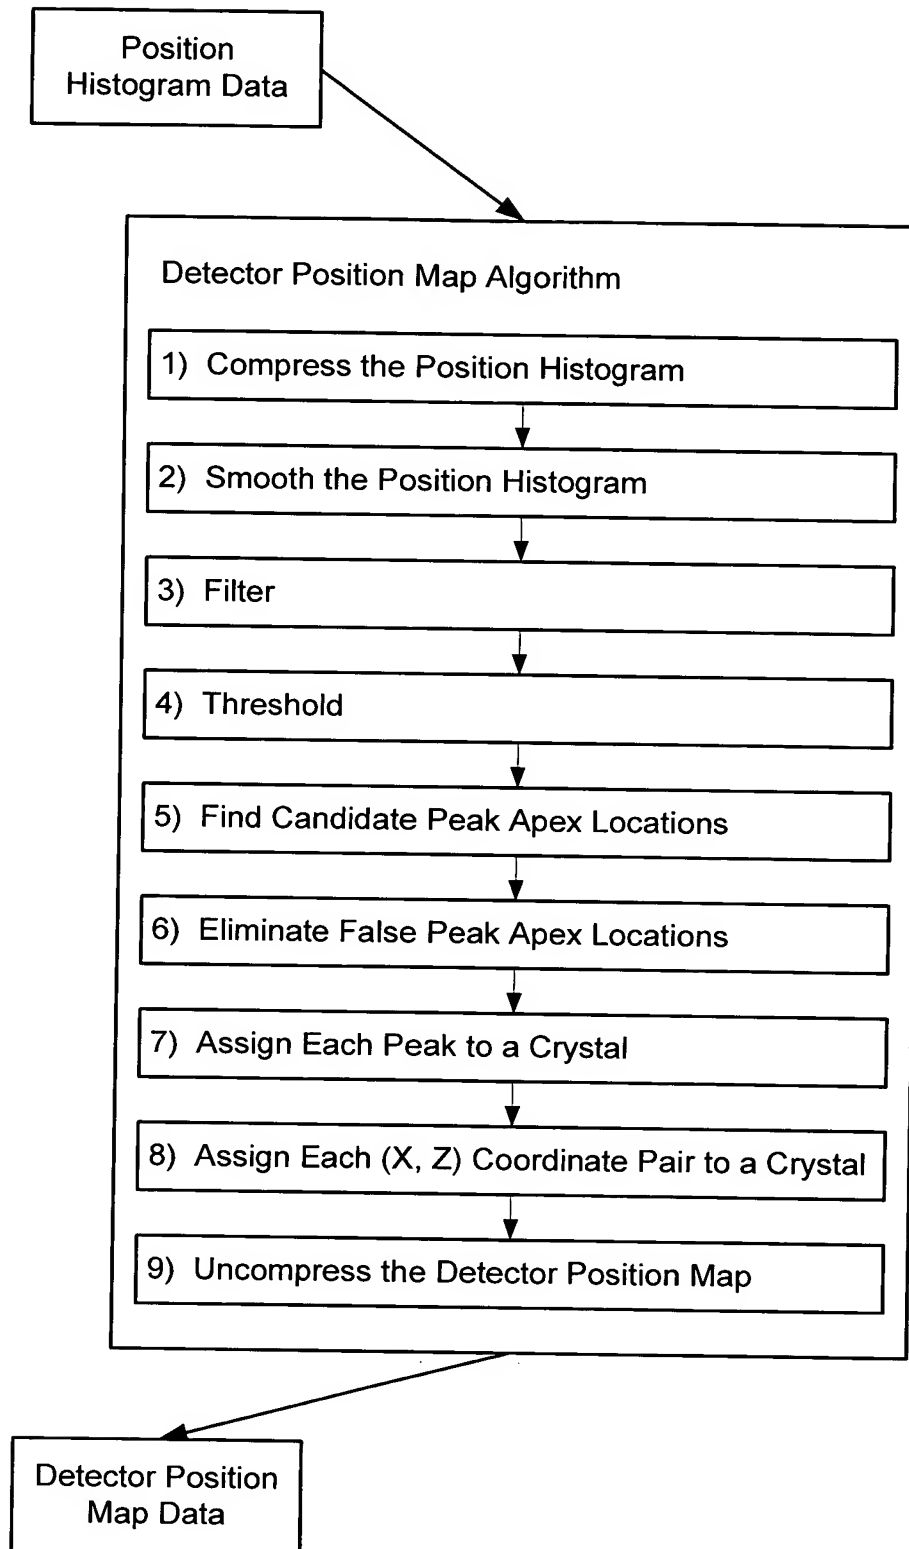 Position
Histogram Data
Detector Position Map Algorithm
1) Compress the Position Histogram
2) Smooth the Position Histogram
3) Filter
4) Threshold
5) Find Candidate Peak Apex Locations
6) Eliminate False Peak Apex Locations
7) Assign Each Peak to a Crystal
8) Assign Each (X, Z) Coordinate Pair to a Crystal
9) Uncompress the Detector Position Map
Detector Position
Map Data